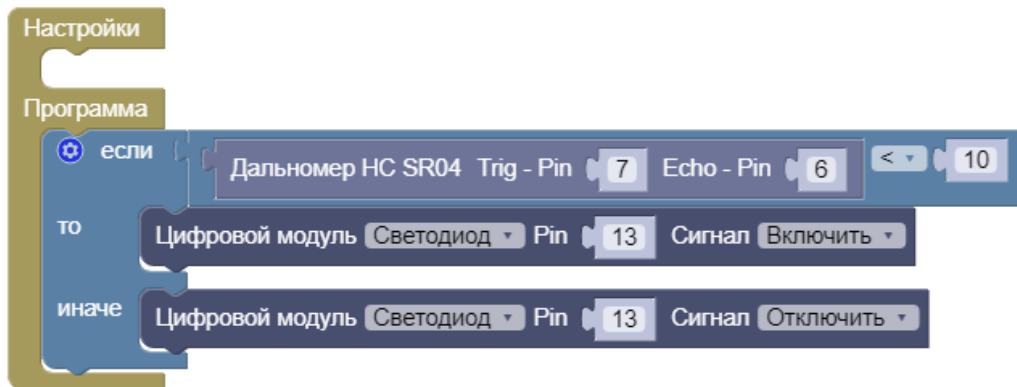 Настройки
Программа
если Дальномер HC SR04 Trig - Pin 7 Echo - Pin 6 < 10
то Цифровой модуль Светодиод Pin 13 Сигнал Включить
иначе Цифровой модуль Светодиод Pin 13 Сигнал Отключить